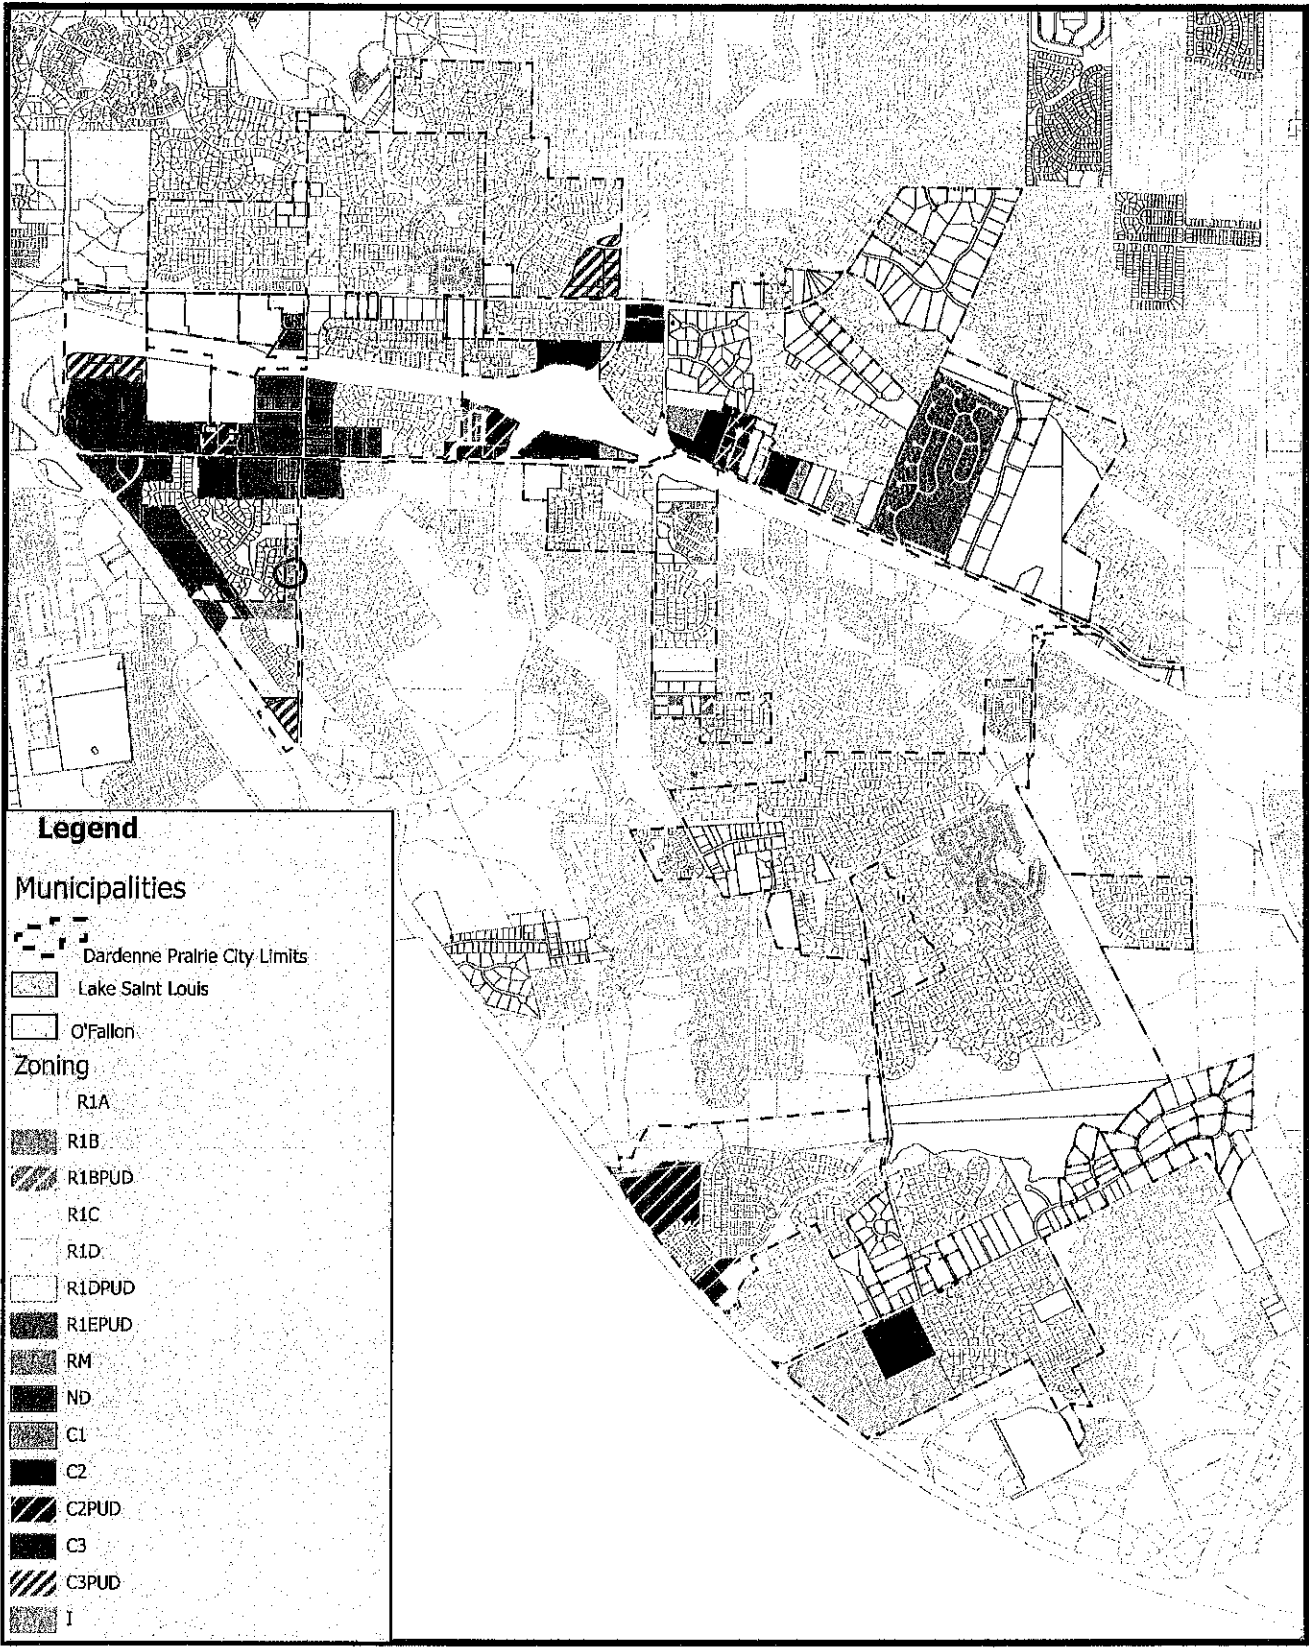 Legend
Municipalities
Dardenne Prairie City Limits
Lake Saint Louis
O'Fallon
Zoning
R1A
R1B
R1BPUD
R1C
R1D
R1DPUD
R1EPUD
RM
ND
C1
C2
C2PUD
C3
C3PUD
I